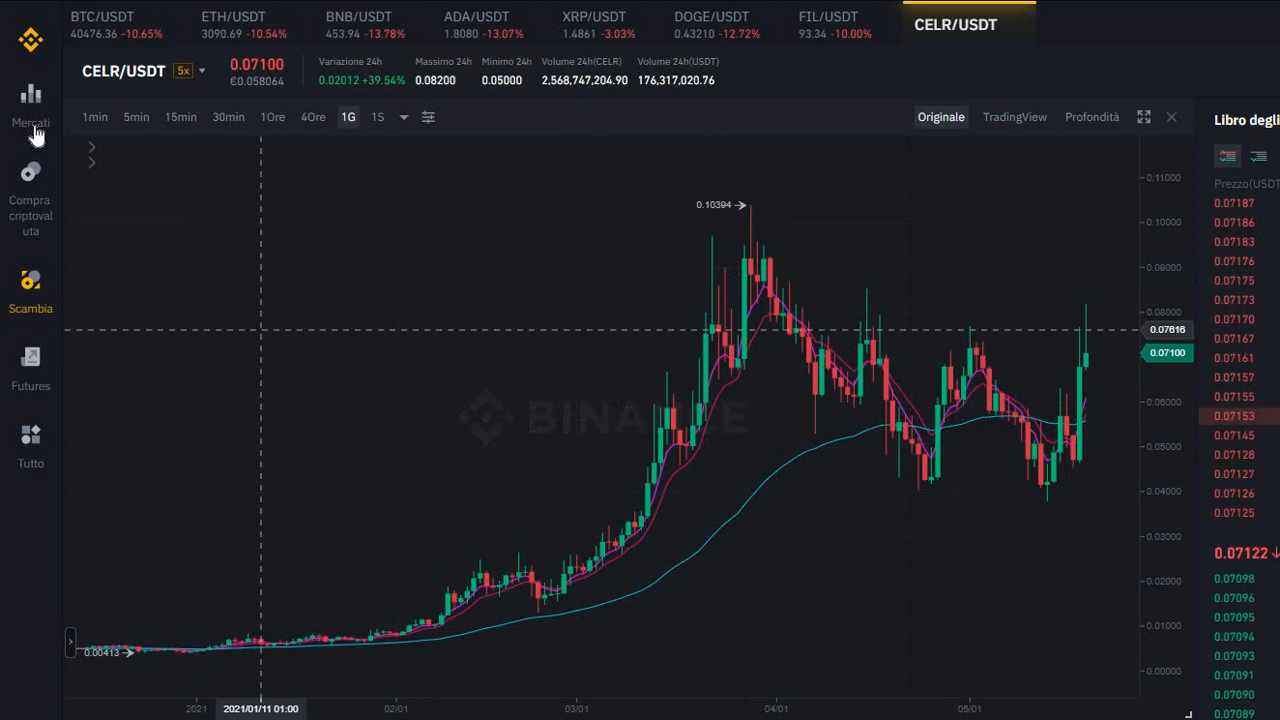 BTC/USDT ETH/USDT BNB/USDT ADA/USDT XRP/USDT DOGE/USDT FIL/USDT CELR/USDT
40476.36 -10.65% 3090.69 -10.54% 453.94 -13.78% 1.8080 -13.07% 1.4861 -3.03% 0.43210 -12.72% 93.34 -10.00%
CELR/USDT 5x 0.07100 Variazione 24h Massimo 24h Minimo 24h Volume 24h(CELR) Volume 24h(USDT)
€0.058064 0.02012 +39.54% 0.08200 0.05000 2,568,747,204.90 176,317,020.76
1min 5min 15min 1Ore 4Ore 1G 1S Originale TradingView Profondità
Mercati
Compra
criptoval
uta
Scambia
Futures
Tutto
0.10394
0.00413
BINANCE
0.11000
0.10000
0.09000
0.08000
0.07616
0.07100
0.06000
0.05000
0.04000
0.03000
0.02000
0.01000
0.00000
2021 2021/01/11 01:00 02/01 03/01 04/01 05/01
Libro degli
Prezzo(USDT
0.07187
0.07186
0.07183
0.07176
0.07175
0.07173
0.07170
0.07167
0.07161
0.07157
0.07155
0.07153
0.07145
0.07128
0.07127
0.07126
0.07125
0.07122
0.07098
0.07096
0.07095
0.07094
0.07093
0.07091
0.07090
0.07089